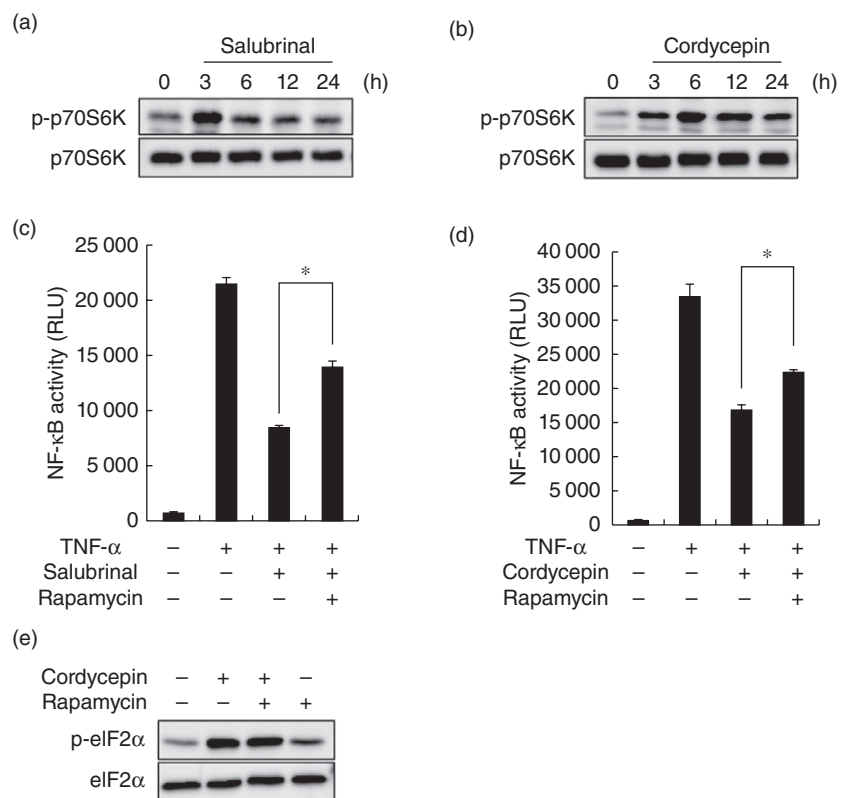 (a)
Salubrinal
0 3 6 12 24 (h)
p-p70S6K
p70S6K
(b)
Cordycepin
0 3 6 12 24 (h)
p-p70S6K
p70S6K
(c)
25 000
20 000
15 000
10 000
5 000
0
NF-κB activity (RLU)
*
TNF-α – + + +
Salubrinal – – + +
Rapamycin – – – +
(d)
40 000
35 000
30 000
25 000
20 000
15 000
10 000
5 000
0
NF-κB activity (RLU)
*
TNF-α – + + +
Cordycepin – – + +
Rapamycin – – – +
(e)
Cordycepin – + + –
Rapamycin – – + +
p-eIF2α
eIF2α